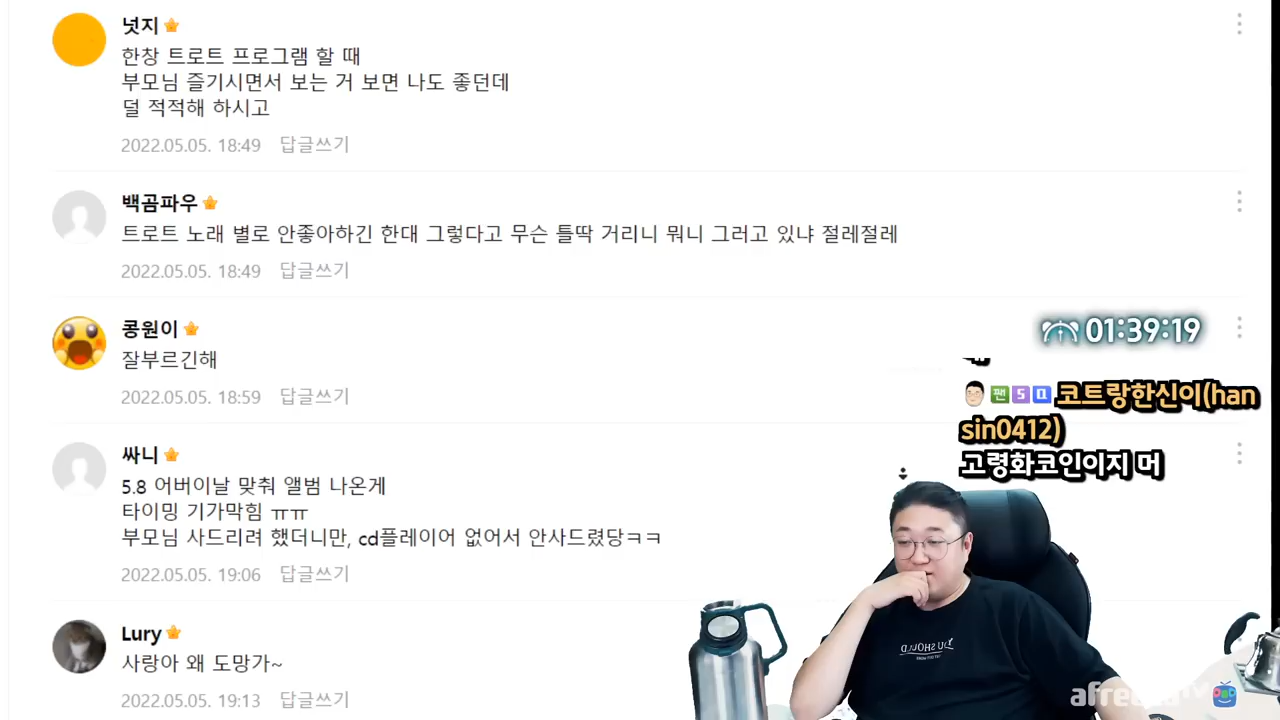 넛지
한창 트로트 프로그램 할 때
부모님 즐기시면서 보는 거 보면 나도 좋던데
덜 적적해 하시고
2022.05.05. 18:49 답글쓰기
백곰파우
트로트 노래 별로 안좋아하긴 한대 그렇다고 무슨 틀딱 거리니 뭐니 그러고 있냐 절레절레
2022.05.05. 18:49 답글쓰기
콩원이
잘부르긴해
2022.05.05. 18:59 답글쓰기
01:39:19
팬 5 Q 코트랑한신이(han
sin0412)
고령화코인이지 머
싸니
5.8 어버이날 맞춰 앨범 나온게
타이밍 기가막힘 ㅠㅠ
부모님 사드리려 했더니만, cd플레이어 없어서 안사드렸당ㅋㅋ
2022.05.05. 19:06 답글쓰기
Lury
사랑아 왜 도망가~
2022.05.05. 19:13 답글쓰기